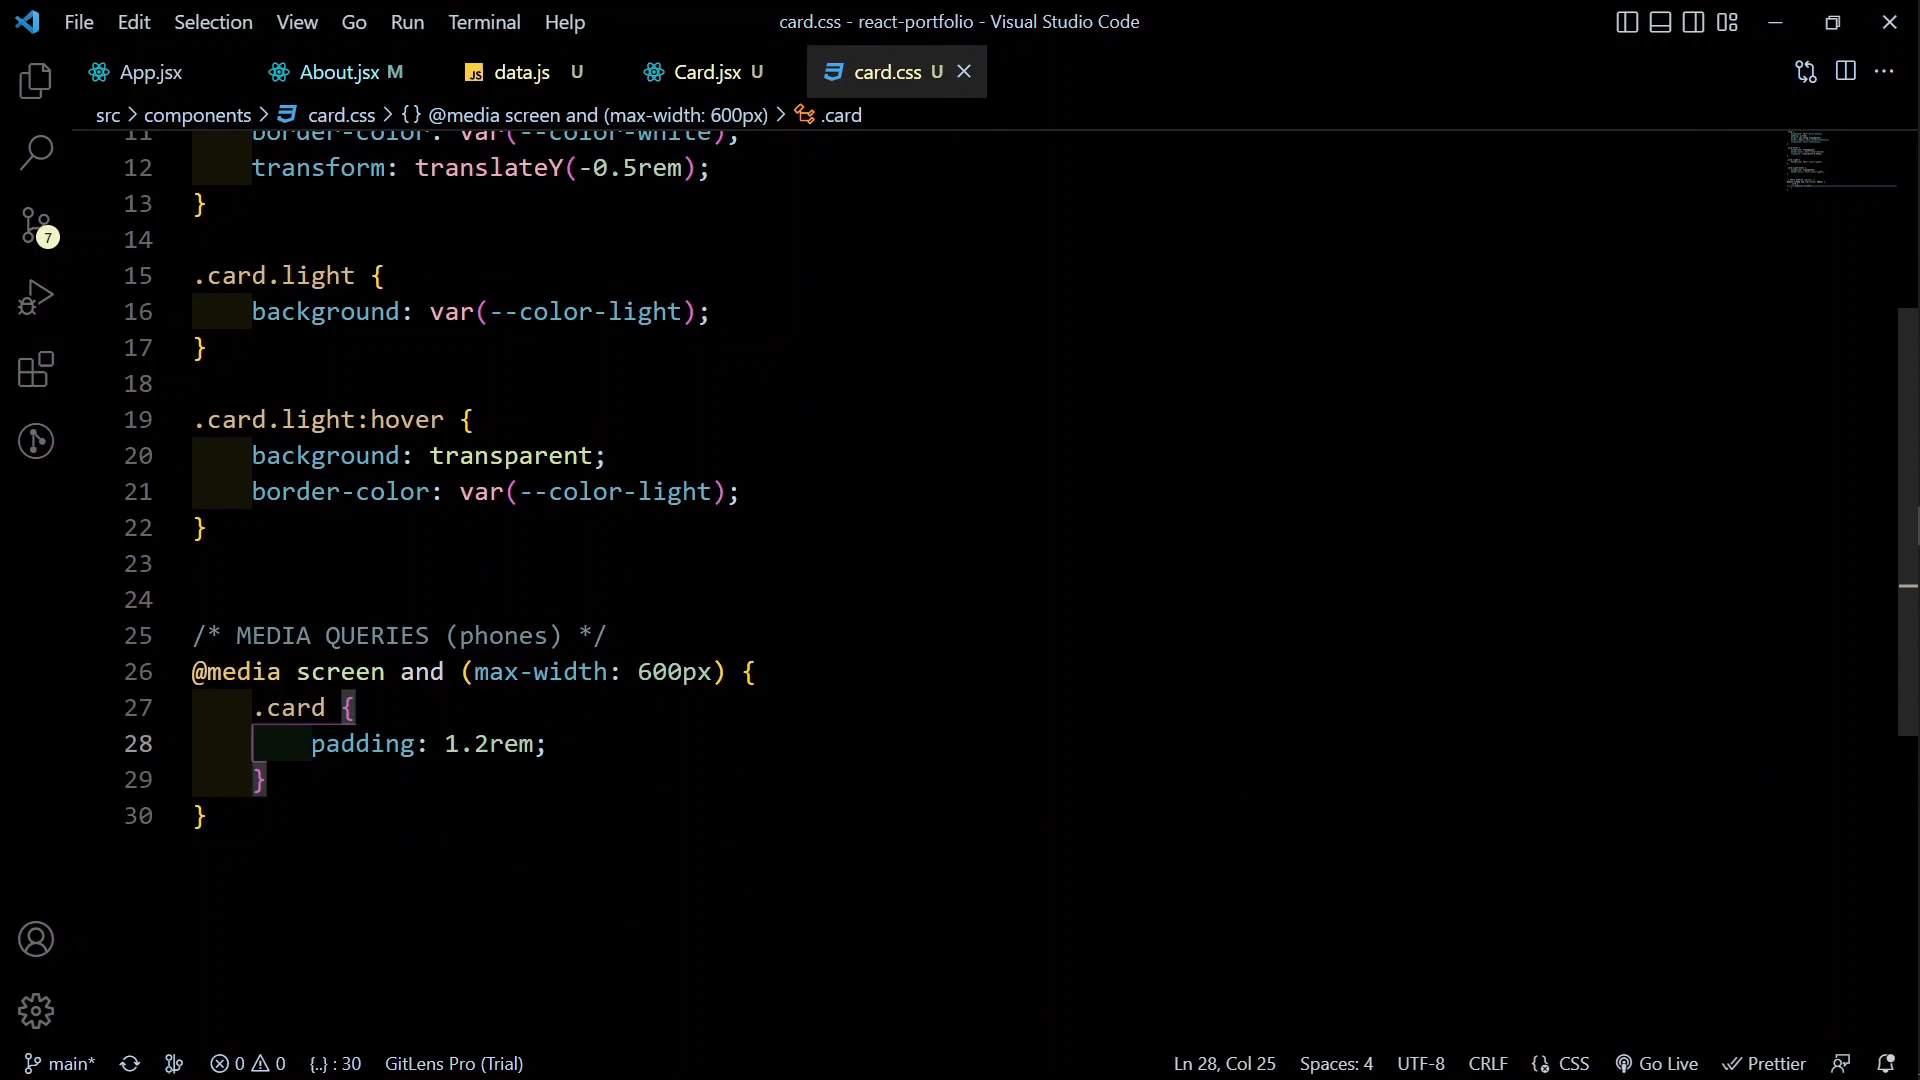 File Edit Selection View Go Run Terminal Help card.css - react-portfolio - Visual Studio Code
App.jsx About.jsx M data.js U Card.jsx U card.css U
src > components > card.css > {} @media screen and (max-width: 600px) > .card
11 border-color: var(--color-white);
12 transform: translateY(-0.5rem);
13 }
14
15 .card.light {
16 background: var(--color-light);
17 }
18
19 .card.light:hover {
20 background: transparent;
21 border-color: var(--color-light);
22 }
23
24
25 /* MEDIA QUERIES (phones) */
26 @media screen and (max-width: 600px) {
27 .card {
28 padding: 1.2rem;
29 }
30 }
7
main* 0 0 {..} : 30 GitLens Pro (Trial) Ln 28, Col 25 Spaces: 4 UTF-8 CRLF CSS Go Live Prettier